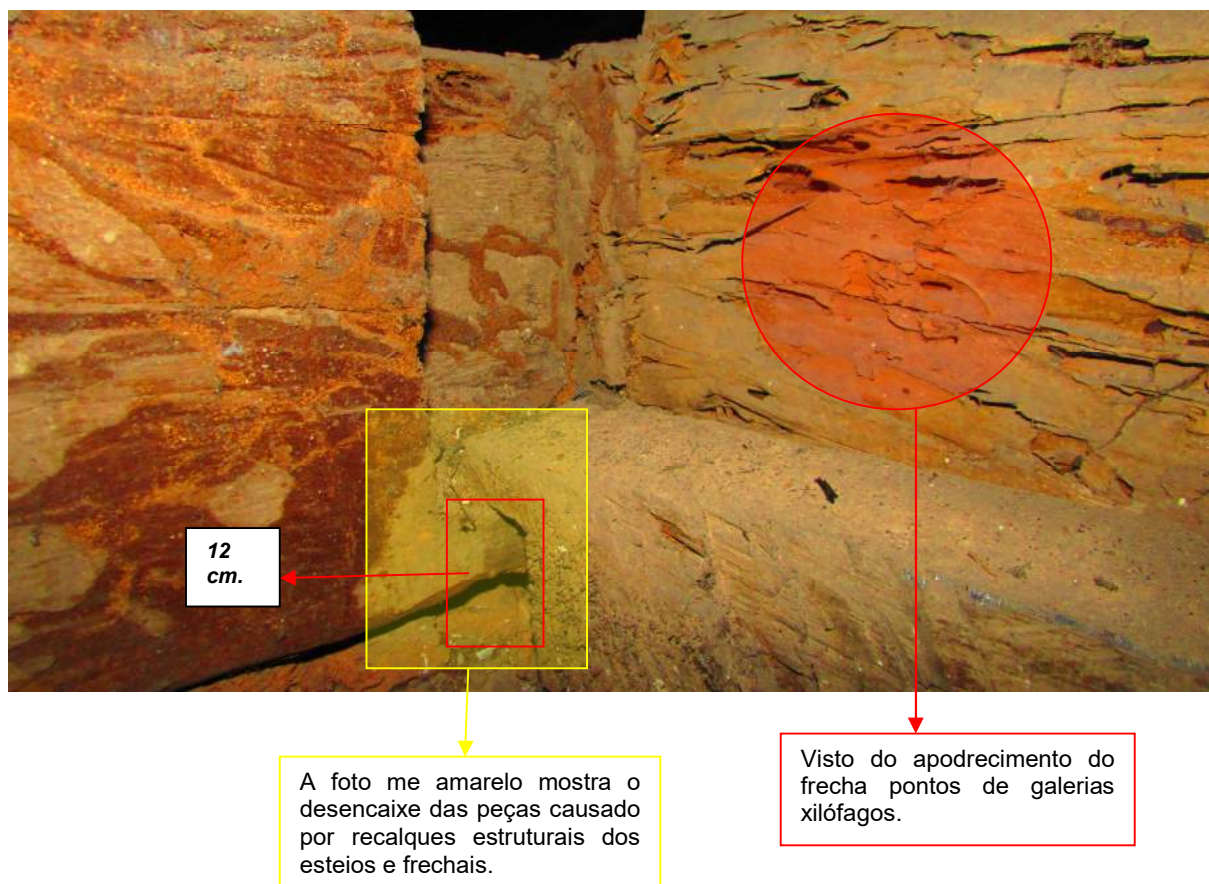 12
cm.
A foto me amarelo mostra o
desencaixe das peças causado
por recalques estruturais dos
esteios e frechais.
Visto do apodrecimento do
frecha pontos de galerias
xilófagos.